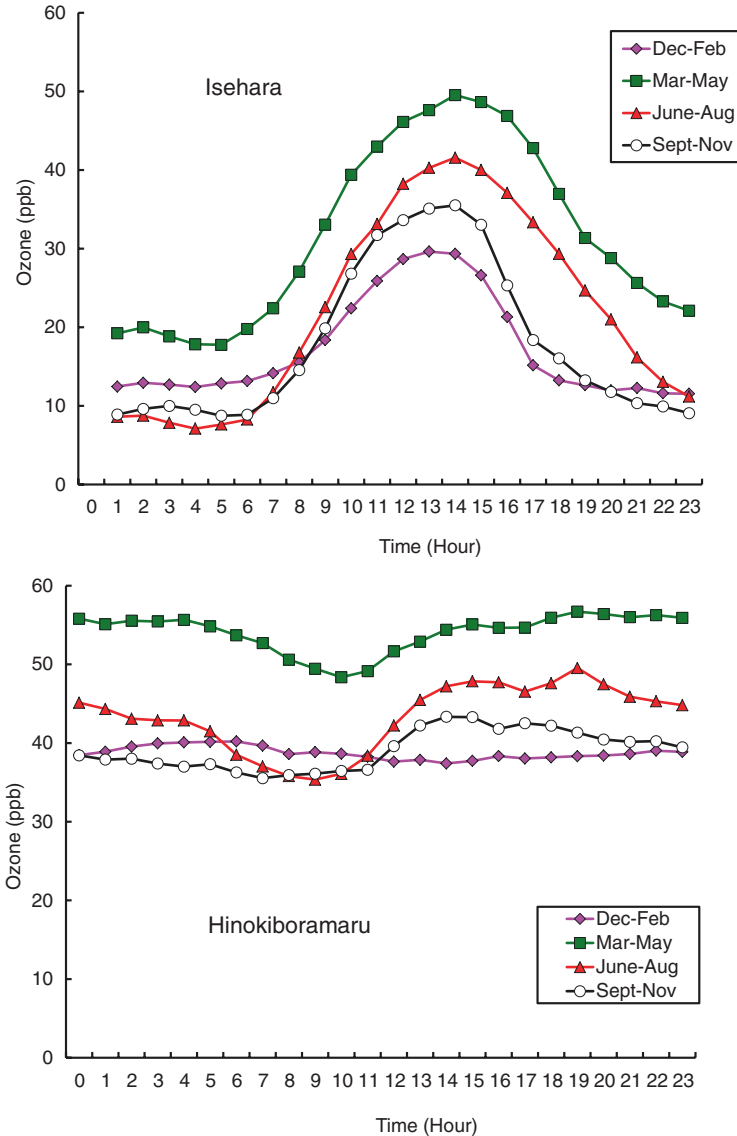 60
50
40
30
20
10
0
Ozone (ppb)
Isehara
Dec-Feb
Mar-May
June-Aug
Sept-Nov
0 1 2 3 4 5 6 7 8 9 10 11 12 13 14 15 16 17 18 19 20 21 22 23
Time (Hour)
60
50
40
30
20
10
0
Ozone (ppb)
Hinokiboramaru
Dec-Feb
Mar-May
June-Aug
Sept-Nov
0 1 2 3 4 5 6 7 8 9 10 11 12 13 14 15 16 17 18 19 20 21 22 23
Time (Hour)